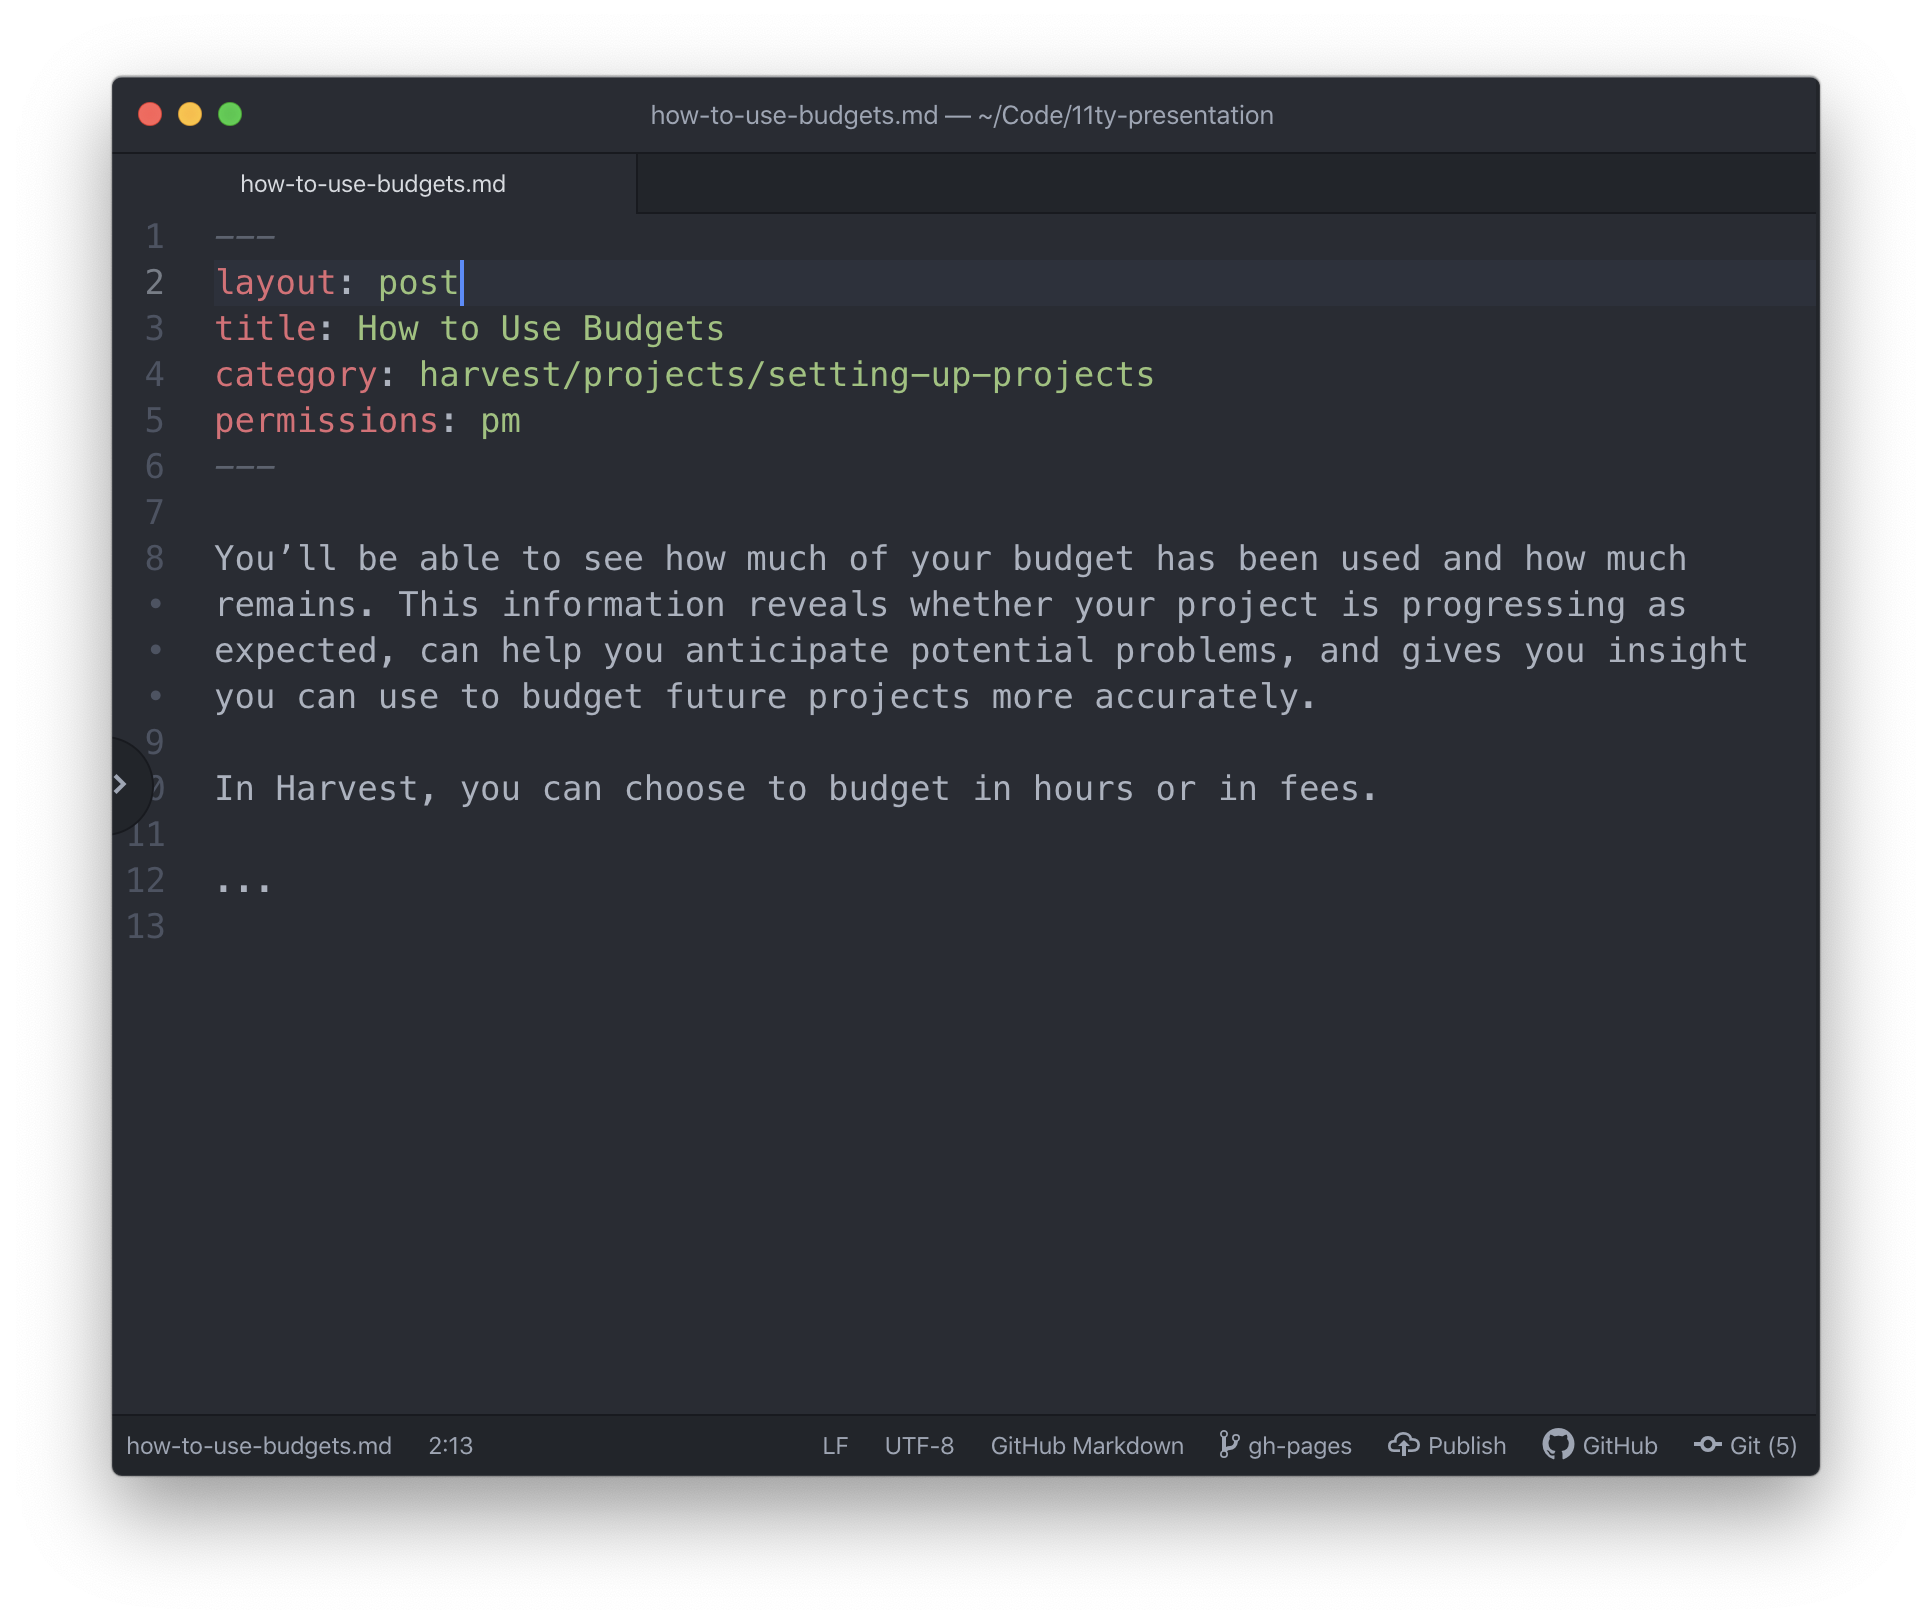 how-to-use-budgets.md — ~/Code/11ty-presentation
how-to-use-budgets.md
1 ---
2 layout: post
3 title: How to Use Budgets
4 category: harvest/projects/setting-up-projects
5 permissions: pm
6 ---
7
8 You’ll be able to see how much of your budget has been used and how much
• remains. This information reveals whether your project is progressing as
• expected, can help you anticipate potential problems, and gives you insight
• you can use to budget future projects more accurately.
9
0 In Harvest, you can choose to budget in hours or in fees.
11
12 ...
13
how-to-use-budgets.md 2:13 LF UTF-8 GitHub Markdown gh-pages Publish GitHub Git (5)